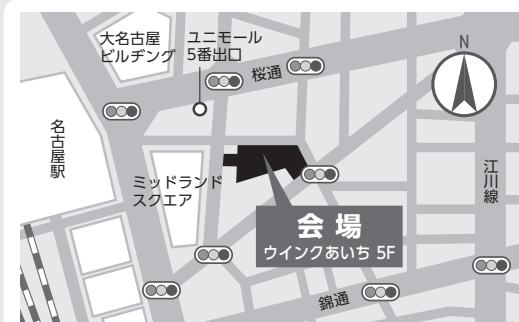 大名古屋
ビルヂング
ユニモール
5番出口
桜通
N
名古屋駅
ミッドランド
スクエア
江川線
会場
ウインクあいち 5F
錦通